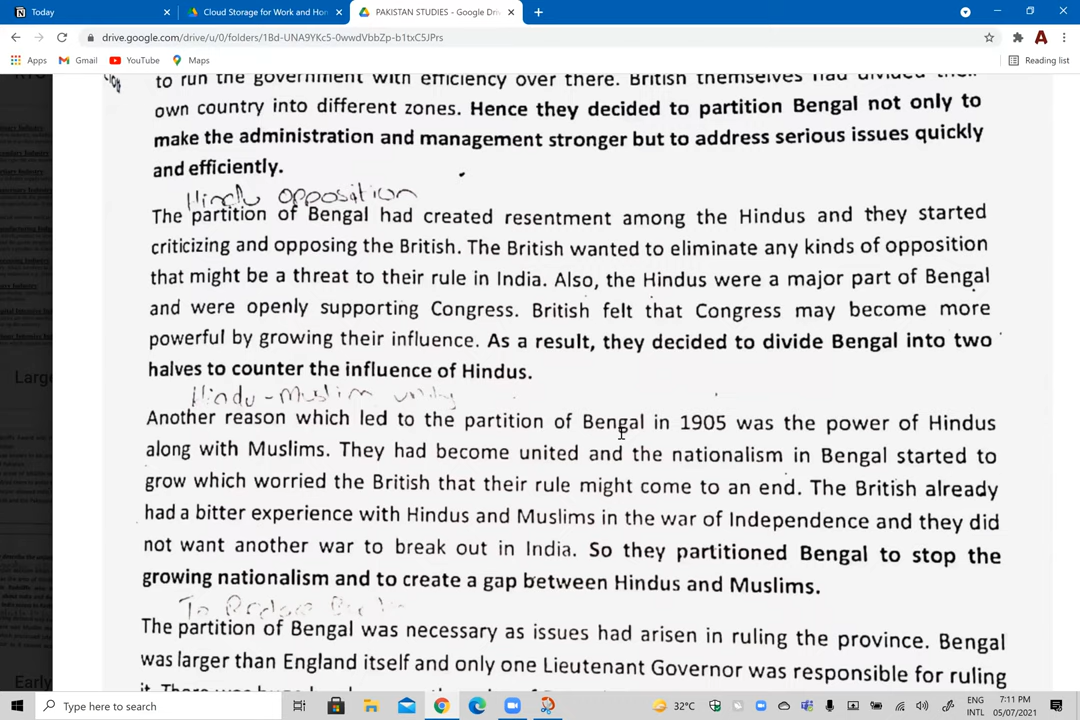 Today
Cloud Storage for Work and Hom
PAKISTAN STUDIES - Google Driv
drive.google.com/drive/u/0/folders/1Bd-UNA9YKc5-0wwdVbbZp-b1txC5JPrs
Apps
Gmail
YouTube
Maps
Reading list
to run the government with efficiency over there. British themselves had divided their
own country into different zones. Hence they decided to partition Bengal not only to
make the administration and management stronger but to address serious issues quickly
and efficiently.
Hindu opposition
The partition of Bengal had created resentment among the Hindus and they started
criticizing and opposing the British. The British wanted to eliminate any kinds of opposition
that might be a threat to their rule in India. Also, the Hindus were a major part of Bengal
and were openly supporting Congress. British felt that Congress may become more
powerful by growing their influence. As a result, they decided to divide Bengal into two
halves to counter the influence of Hindus.
Hindu-Muslim unity
Another reason which led to the partition of Bengal in 1905 was the power of Hindus
along with Muslims. They had become united and the nationalism in Bengal started to
grow which worried the British that their rule might come to an end. The British already
had a bitter experience with Hindus and Muslims in the war of Independence and they did
not want another war to break out in India. So they partitioned Bengal to stop the
growing nationalism and to create a gap between Hindus and Muslims.
To
The partition of Bengal was necessary as issues had arisen in ruling the province. Bengal
was larger than England itself and only one Lieutenant Governor was responsible for ruling
it. There was
Large
Early
Type here to search
32°C
ENG
INTL
7:11 PM
05/07/2021